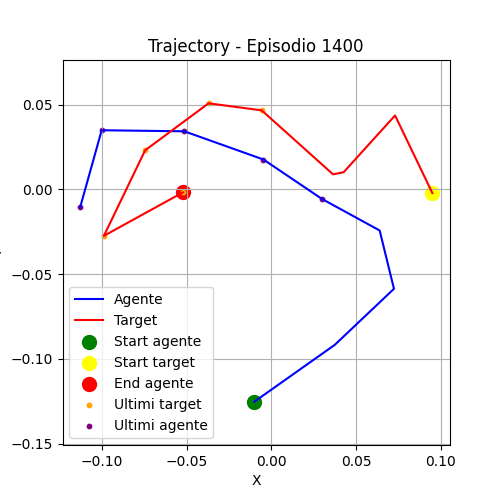 Trajectory - Episodio 1400
0.05
0.00
−0.05
−0.10
−0.15
Agente
Target
Start agente
Start target
End agente
Ultimi target
Ultimi agente
−0.10 −0.05 0.00 0.05 0.10
X